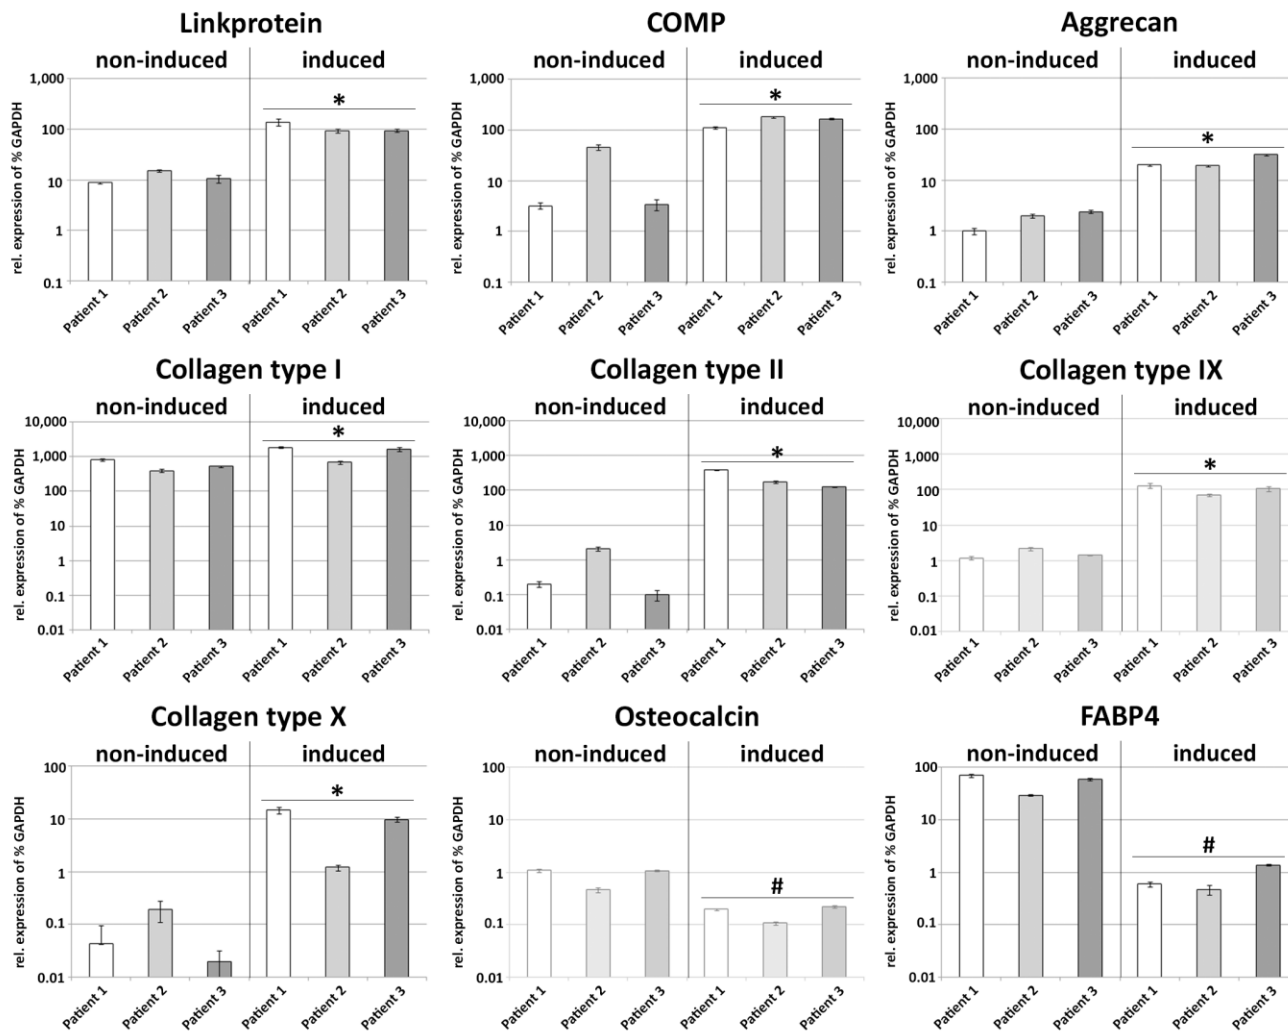 Linkprotein
non-induced induced
rel. expression of % GAPDH
1,000
100
10
1
0.1
*
Patient 1 Patient 2 Patient 3 Patient 1 Patient 2 Patient 3
COMP
non-induced induced
rel. expression of % GAPDH
1,000
100
10
1
0.1
*
Patient 1 Patient 2 Patient 3 Patient 1 Patient 2 Patient 3
Aggrecan
non-induced induced
rel. expression of % GAPDH
1,000
100
10
1
0.1
*
Patient 1 Patient 2 Patient 3 Patient 1 Patient 2 Patient 3
Collagen type I
non-induced induced
rel. expression of % GAPDH
10,000
1,000
100
10
1
0.1
0.01
*
Patient 1 Patient 2 Patient 3 Patient 1 Patient 2 Patient 3
Collagen type II
non-induced induced
rel. expression of % GAPDH
10,000
1,000
100
10
1
0.1
0.01
*
Patient 1 Patient 2 Patient 3 Patient 1 Patient 2 Patient 3
Collagen type IX
non-induced induced
rel. expression of % GAPDH
10,000
1,000
100
10
1
0.1
0.01
*
Patient 1 Patient 2 Patient 3 Patient 1 Patient 2 Patient 3
Collagen type X
non-induced induced
rel. expression of % GAPDH
100
10
1
0.1
0.01
*
Patient 1 Patient 2 Patient 3 Patient 1 Patient 2 Patient 3
Osteocalcin
non-induced induced
rel. expression of % GAPDH
100
10
1
0.1
0.01
#
Patient 1 Patient 2 Patient 3 Patient 1 Patient 2 Patient 3
FABP4
non-induced induced
rel. expression of % GAPDH
100
10
1
0.1
0.01
#
Patient 1 Patient 2 Patient 3 Patient 1 Patient 2 Patient 3